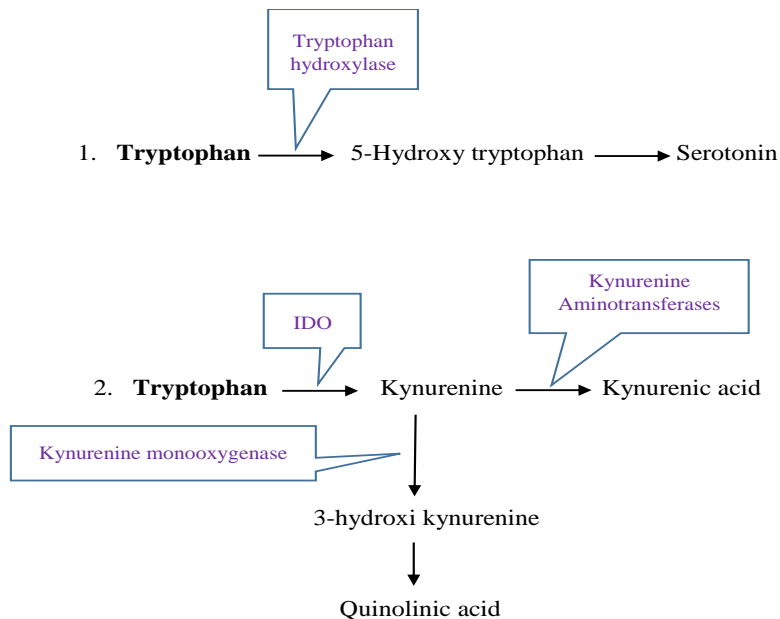 Tryptophan
hydroxylase
1. Tryptophan 5-Hydroxy tryptophan Serotonin
Kynurenine
Aminotransferases
IDO
2. Tryptophan Kynurenine Kynurenic acid
Kynurenine monooxygenase
3-hydroxi kynurenine
Quinolinic acid